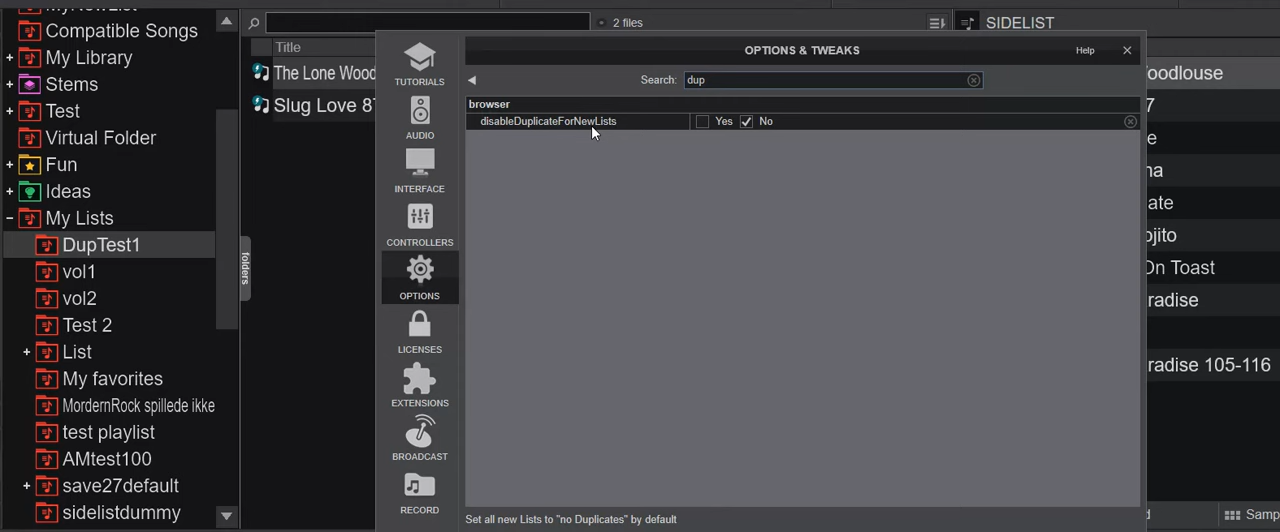 Compatible Songs
My Library
Stems
Test
Virtual Folder
Fun
Ideas
My Lists
DupTest1
vol1
vol2
Test 2
List
My favorites
MordernRock spillede ikke
test playlist
AMtest100
save27default
sidelistdummy
folders
2 files
Title
The Lone Wood
Slug Love 87
TUTORIALS
AUDIO
INTERFACE
CONTROLLERS
OPTIONS
LICENSES
EXTENSIONS
BROADCAST
RECORD
OPTIONS & TWEAKS
Help
Search: dup
browser
disableDuplicateForNewLists Yes No
Set all new Lists to "no Duplicates" by default
SIDELIST
oodlouse
7
e
na
ate
ojito
On Toast
radise
radise 105-116
Samp